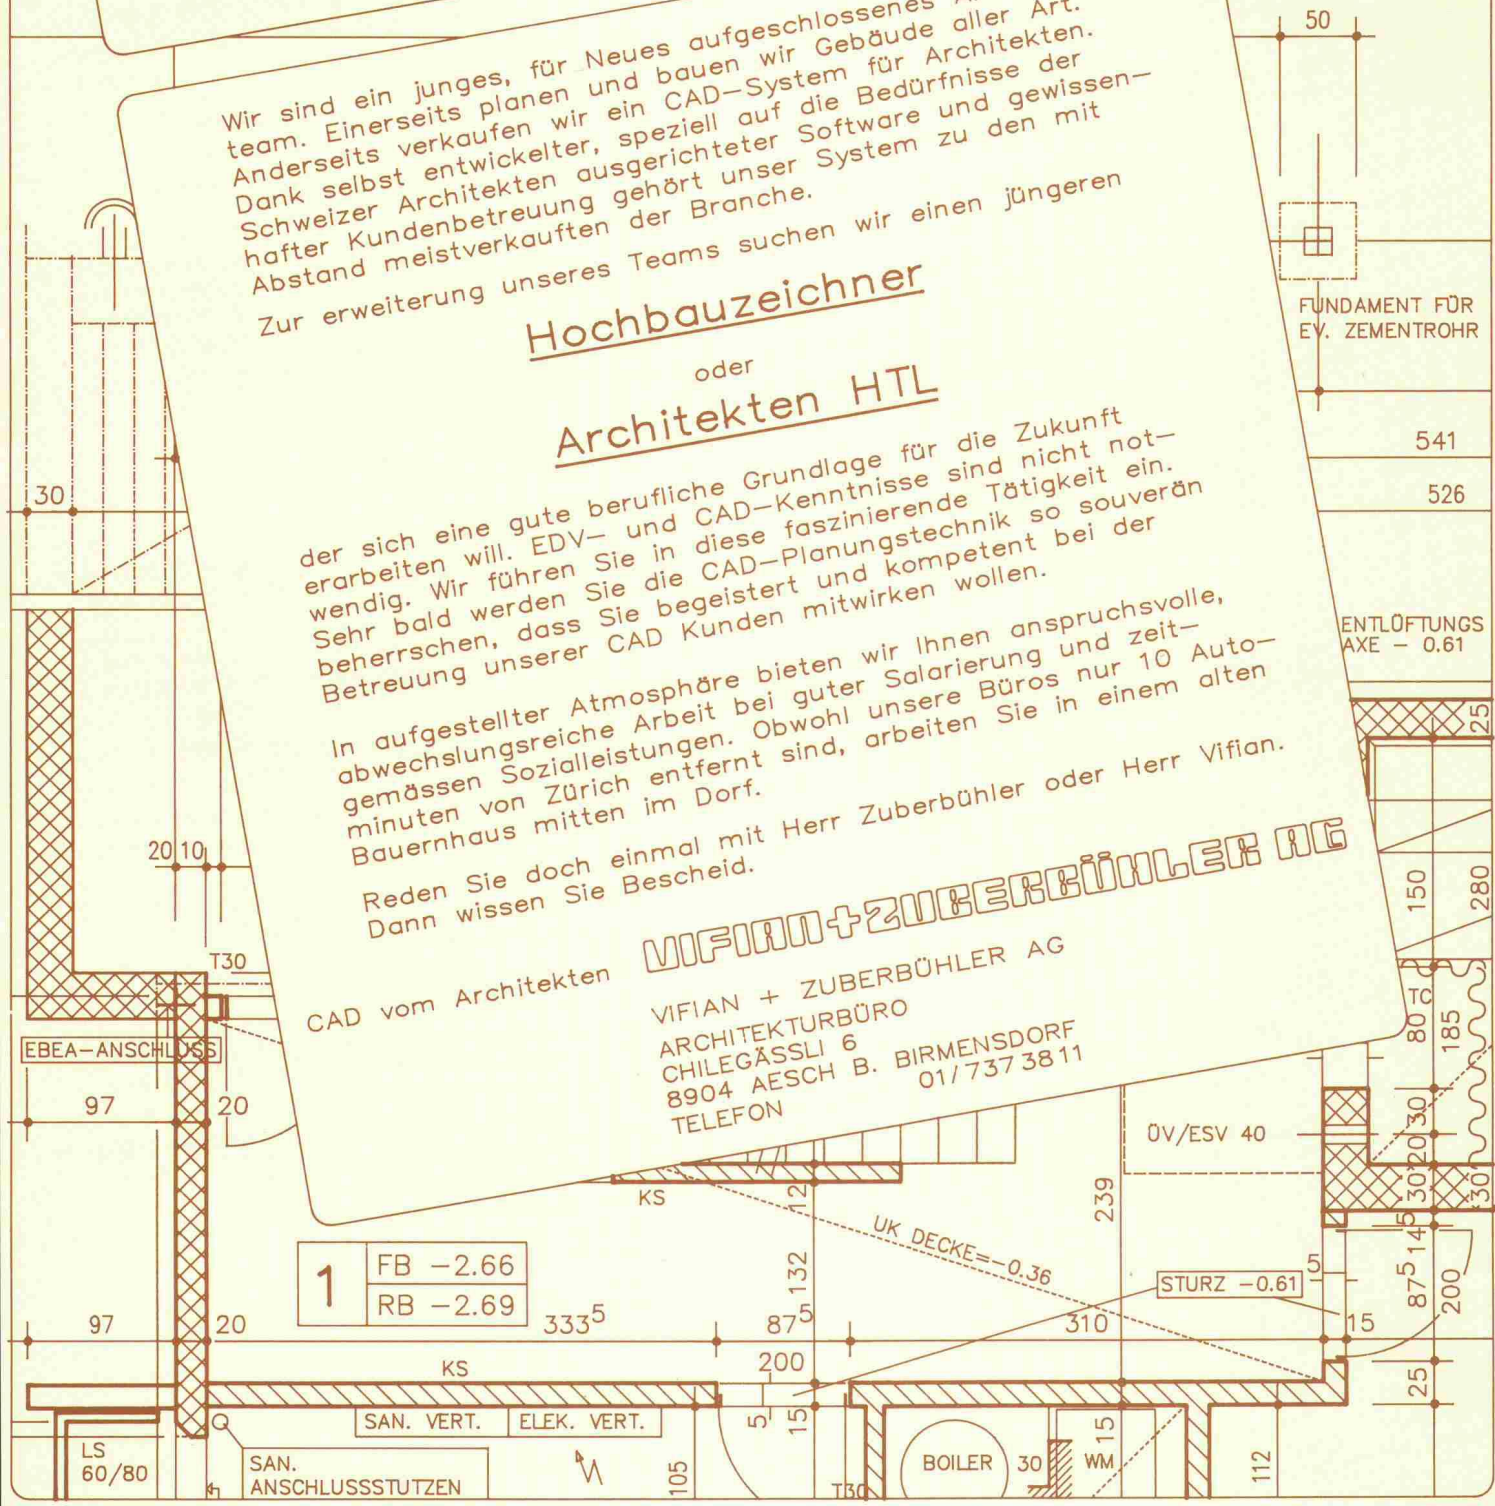 Wir sind ein junges, für Neues aufgeschlossenes
team. Einerseits planen und bauen wir Gebäude aller Art.
Anderseits verkaufen wir ein CAD-System für Architekten.
Dank selbst entwickelter, speziell auf die Bedürfnisse der
Schweizer Architekten ausgerichteter Software und gewissen-
hafter Kundenbetreuung gehört unser System zu den mit
Abstand meistverkauften der Branche.
Zur erweiterung unseres Teams suchen wir einen jüngeren
Hochbauzeichner
oder
Architekten HTL
der sich eine gute berufliche Grundlage für die Zukunft
erarbeiten will. EDV- und CAD-Kenntnisse sind nicht not-
wendig. Wir führen Sie in diese faszinierende Tätigkeit ein.
Sehr bald werden Sie die CAD-Planungstechnik so souverän
beherrschen, dass Sie begeistert und kompetent bei der
Betreuung unserer CAD Kunden mitwirken wollen.
In aufgestellter Atmosphäre bieten wir Ihnen anspruchsvolle,
abwechslungsreiche Arbeit bei guter Salarierung und zeit-
gemässen Sozialleistungen. Obwohl unsere Büros nur 10 Auto-
minuten von Zürich entfernt sind, arbeiten Sie in einem alten
Bauernhaus mitten im Dorf.
Reden Sie doch einmal mit Herr Zuberbühler oder Herr Vifian.
Dann wissen Sie Bescheid.
CAD vom Architekten
VIFIAN+ZUBERBÜHLER AG
VIFIAN + ZUBERBÜHLER AG
ARCHITEKTURBÜRO
CHILEGÄSSLI 6
8904 AESCH B. BIRMENSDORF
TELEFON 01/737 38 11
50
FUNDAMENT FÜR
EV. ZEMENTROHR
541
526
30
ENTLÜFTUNGS
AXE - 0.61
25
20 10
150
280
T30
80 TC
185
EBEA-ANSCHLUSS
97
20
ÖV/ESV 40
30
20
30
30
KS
12
239
UK DECKE=-0.36
1
FB -2.66
RB -2.69
132
STURZ -0.61
5
14⁵
87⁵
200
97
20
333⁵
87⁵
310
15
KS
200
25
SAN. VERT.
ELEK. VERT.
5
15
15
LS
60/80
SAN.
ANSCHLUSSSTUTZEN
105
T30
BOILER
30
WM
112